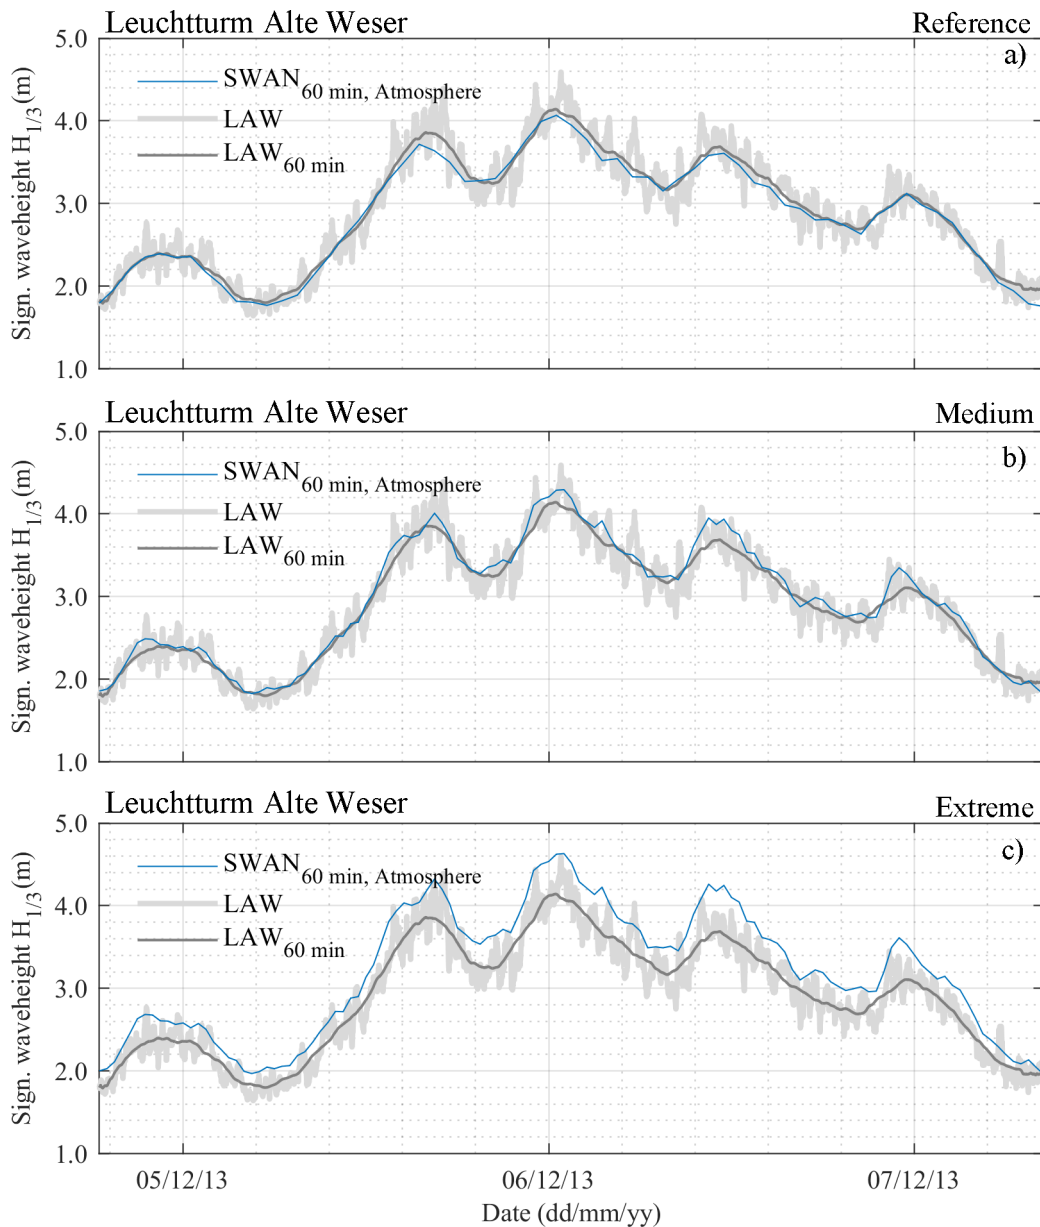 Leuchtturm Alte Weser Reference
a)
5.0
SWAN60 min, Atmosphere
LAW
LAW60 min
4.0
3.0
2.0
1.0
Sign. waveheight H1/3 (m)
Leuchtturm Alte Weser Medium
b)
5.0
SWAN60 min, Atmosphere
LAW
LAW60 min
4.0
3.0
2.0
1.0
Sign. waveheight H1/3 (m)
Leuchtturm Alte Weser Extreme
c)
5.0
SWAN60 min, Atmosphere
LAW
LAW60 min
4.0
3.0
2.0
1.0
Sign. waveheight H1/3 (m)
05/12/13 06/12/13 07/12/13
Date (dd/mm/yy)